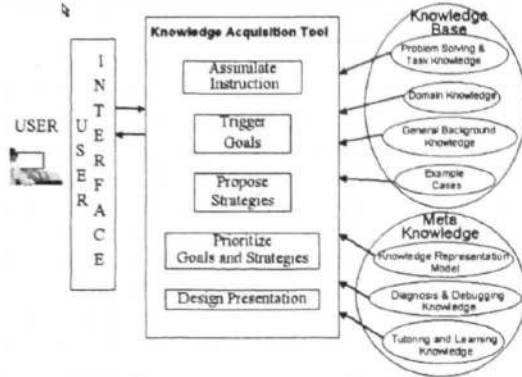 USER
USER
INTERFACE
Knowledge Acquisition Tool
Assimilate
Instruction
Trigger
Goals
Propose
Strategies
Prioritize
Goals and Strategies
Design Presentation
Knowledge
Base
Problem Solving &
Task Knowledge
Domain Knowledge
General Background
Knowledge
Example
Cases
Meta
Knowledge
Knowledge Representation
Model
Diagnosis & Debugging
Knowledge
Tutoring and Learning
Knowledge